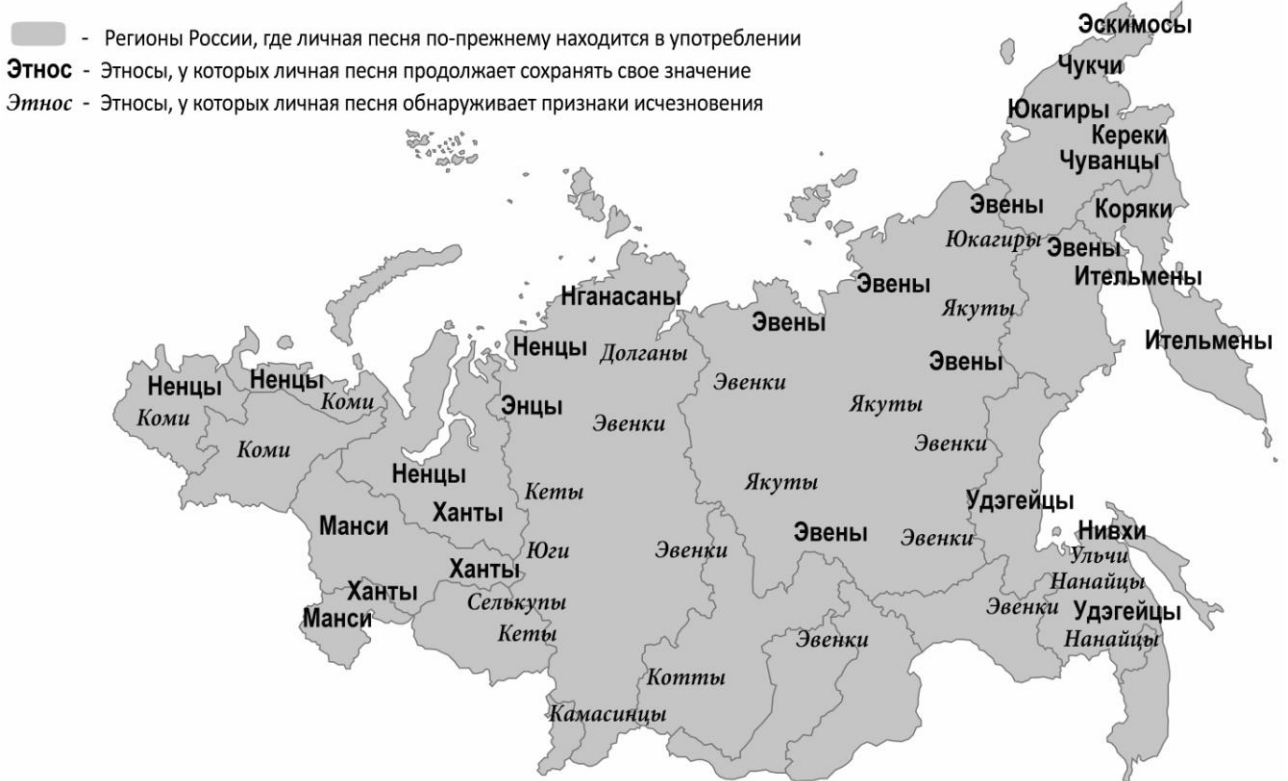 - Регионы России, где личная песня по-прежнему находится в употреблении
Этнос - Этносы, у которых личная песня продолжает сохранять свое значение
Этнос - Этносы, у которых личная песня обнаруживает признаки исчезновения
Эскимосы
Чукчи
Юкагиры
Кереки
Чуванцы
Эвены
Коряки
Юкагиры
Эвены
Ительмены
Эвены
Нганасаны
Якуты
Эвены
Ительмены
Ненцы
Долганы
Эвены
Ненцы
Ненцы
Эвенки
Коми
Энцы
Якуты
Коми
Эвенки
Эвенки
Коми
Ненцы
Якуты
Кеты
Удэгейцы
Ханты
Манси
Эвены
Нивхи
Эвенки
Юги
Эвенки
Ульчи
Ханты
Нанайцы
Ханты
Селькупы
Эвенки
Удэгейцы
Манси
Кеты
Эвенки
Нанайцы
Котты
Камасинцы